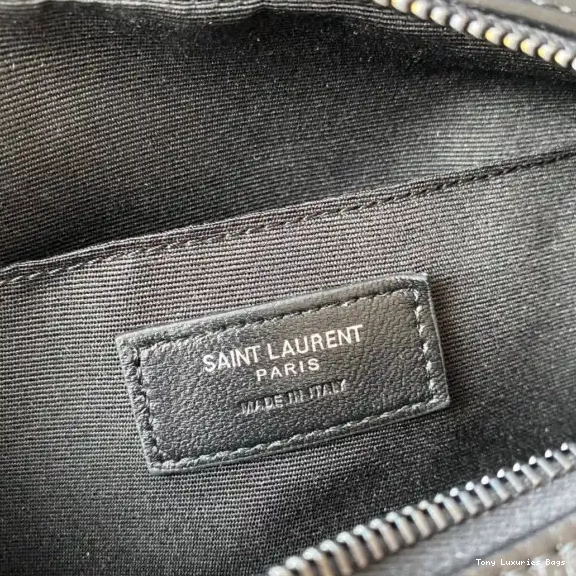 SAINT LAURENT
PARIS
MADE IN ITALY
Tony Luxuries Bags